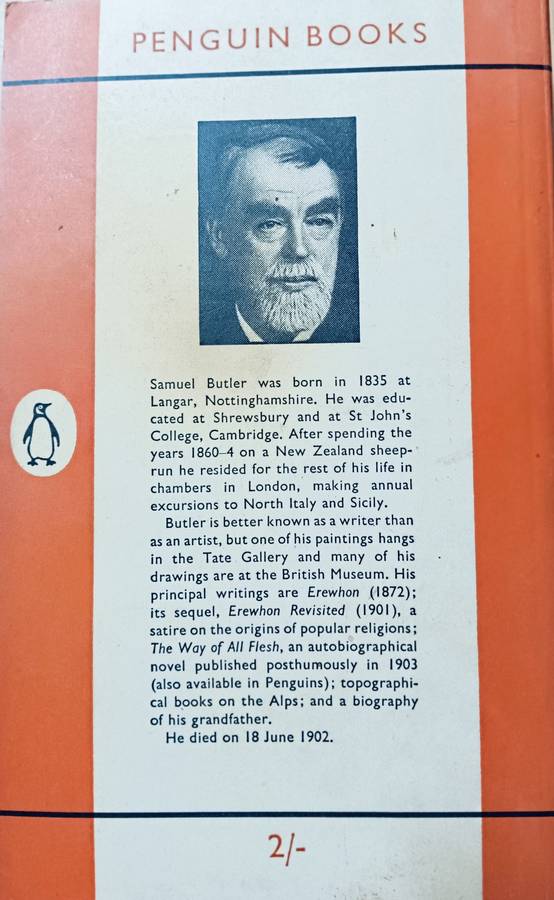 PENGUIN BOOKS
Samuel Butler was born in 1835 at
Langar, Nottinghamshire. He was edu-
cated at Shrewsbury and at St John's
College, Cambridge. After spending the
years 1860–4 on a New Zealand sheep-
run he resided for the rest of his life in
chambers in London, making annual
excursions to North Italy and Sicily.
Butler is better known as a writer than
as an artist, but one of his paintings hangs
in the Tate Gallery and many of his
drawings are at the British Museum. His
principal writings are Erewhon (1872);
its sequel, Erewhon Revisited (1901), a
satire on the origins of popular religions;
The Way of All Flesh, an autobiographical
novel published posthumously in 1903
(also available in Penguins); topographi-
cal books on the Alps; and a biography
of his grandfather.
He died on 18 June 1902.
2/-